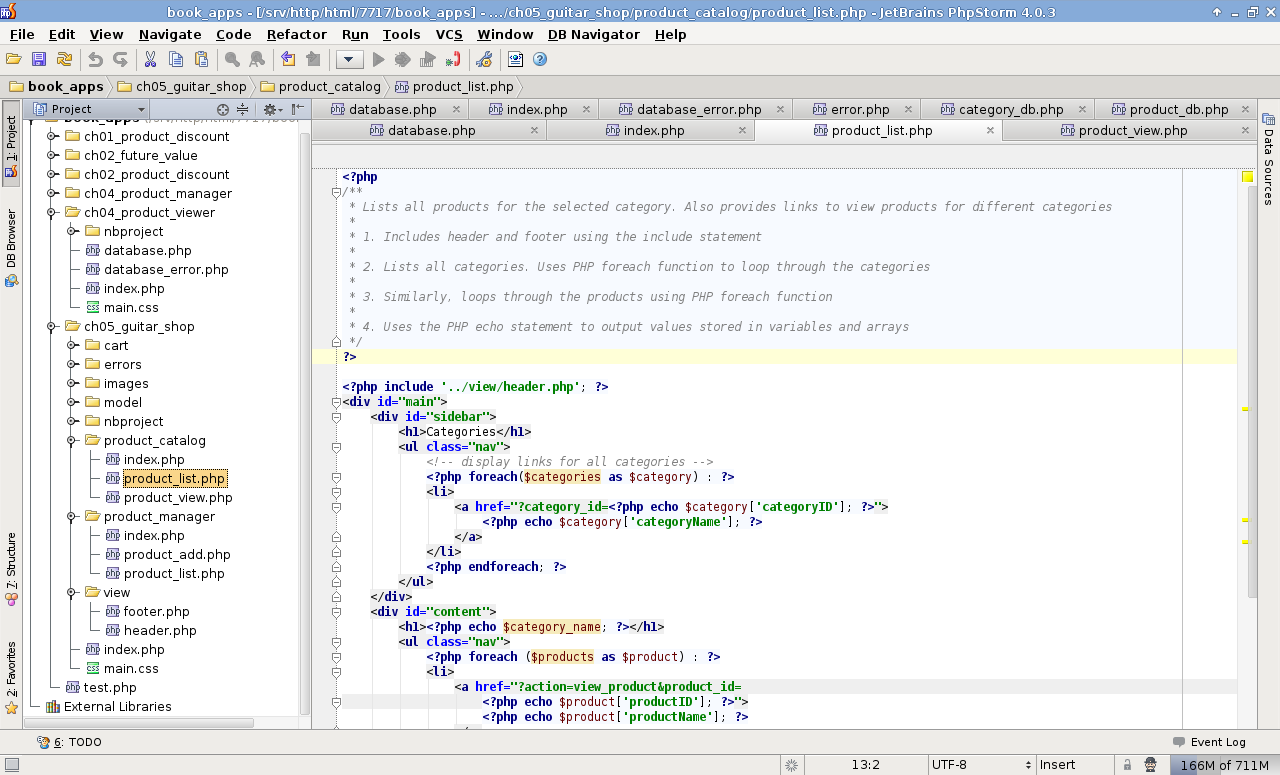 book_apps - [/srv/http/html/7717/book_apps] - .../ch05_guitar_shop/product_catalog/product_list.php - JetBrains PhpStorm 4.0.3
File Edit View Navigate Code Refactor Run Tools VCS Window DB Navigator Help
book_apps ch05_guitar_shop product_catalog product_list.php
1: Project
DB Browser
7: Structure
2: Favorites
Project
book_apps
ch01_product_discount
ch02_future_value
ch02_product_discount
ch04_product_manager
ch04_product_viewer
nbproject
database.php
database_error.php
index.php
main.css
ch05_guitar_shop
cart
errors
images
model
nbproject
product_catalog
index.php
product_list.php
product_view.php
product_manager
index.php
product_add.php
product_list.php
view
footer.php
header.php
index.php
main.css
test.php
External Libraries
database.php index.php database_error.php error.php category_db.php product_db.php
database.php index.php product_list.php product_view.php
<?php
/**
 * Lists all products for the selected category. Also provides links to view products for different categories
 *
 * 1. Includes header and footer using the include statement
 *
 * 2. Lists all categories. Uses PHP foreach function to loop through the categories
 *
 * 3. Similarly, loops through the products using PHP foreach function
 *
 * 4. Uses the PHP echo statement to output values stored in variables and arrays
 */
?>
<?php include '../view/header.php'; ?>
<div id="main">
    <div id="sidebar">
        <h1>Categories</h1>
        <ul class="nav">
            <!-- display links for all categories -->
            <?php foreach($categories as $category) : ?>
            <li>
                <a href="?category_id=<?php echo $category['categoryID']; ?>">
                    <?php echo $category['categoryName']; ?>
                </a>
            </li>
            <?php endforeach; ?>
        </ul>
    </div>
    <div id="content">
        <h1><?php echo $category_name; ?></h1>
        <ul class="nav">
            <?php foreach ($products as $product) : ?>
            <li>
                <a href="?action=view_product&product_id=
                    <?php echo $product['productID']; ?>">
                    <?php echo $product['productName']; ?>
Data Sources
6: TODO
Event Log
13:2 UTF-8 Insert 166M of 711M